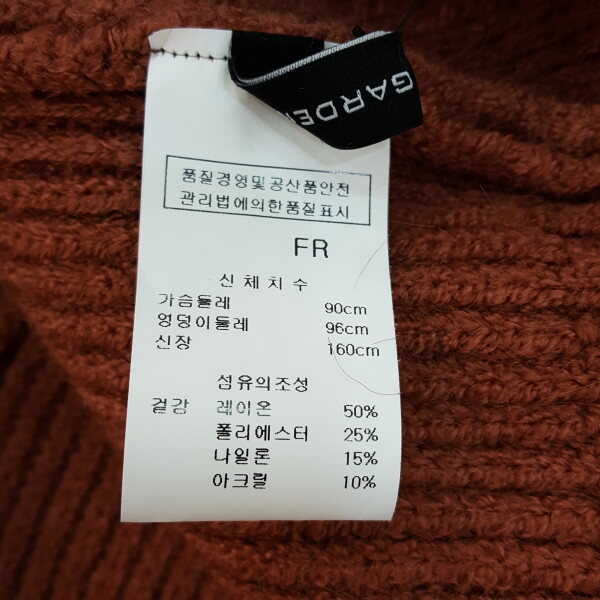 GARDE
품질경영및공산품안전
관리법에의한품질표시
FR
신체치수
가슴둘레 90cm
엉덩이둘레 96cm
신장 160cm
섬유의조성
겉감 레이온 50%
폴리에스터 25%
나일론 15%
아크릴 10%